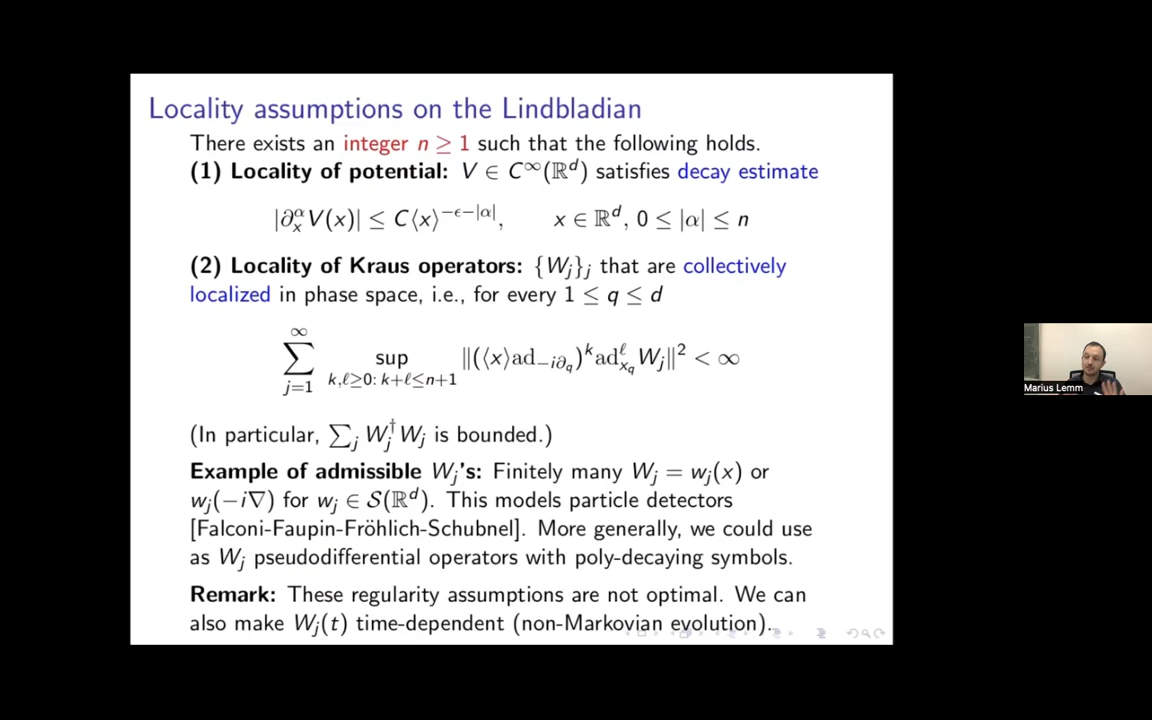 Locality assumptions on the Lindbladian
There exists an integer n ≥ 1 such that the following holds.
(1) Locality of potential: V ∈ C^∞(ℝ^d) satisfies decay estimate
|∂_x^α V(x)| ≤ C⟨x⟩^{−ϵ−|α|}, x ∈ ℝ^d, 0 ≤ |α| ≤ n
(2) Locality of Kraus operators: {W_j}_j that are collectively
localized in phase space, i.e., for every 1 ≤ q ≤ d
∑_{j=1}^∞ sup_{k,ℓ≥0: k+ℓ≤n+1} ‖(⟨x⟩ad_{−i∂_q})^k ad_{x_q}^ℓ W_j‖^2 < ∞
(In particular, ∑_j W_j^† W_j is bounded.)
Example of admissible W_j's: Finitely many W_j = w_j(x) or
w_j(−i∇) for w_j ∈ 𝒮(ℝ^d). This models particle detectors
[Falconi-Faupin-Fröhlich-Schubnel]. More generally, we could use
as W_j pseudodifferential operators with poly-decaying symbols.
Remark: These regularity assumptions are not optimal. We can
also make W_j(t) time-dependent (non-Markovian evolution).
Marius Lemm